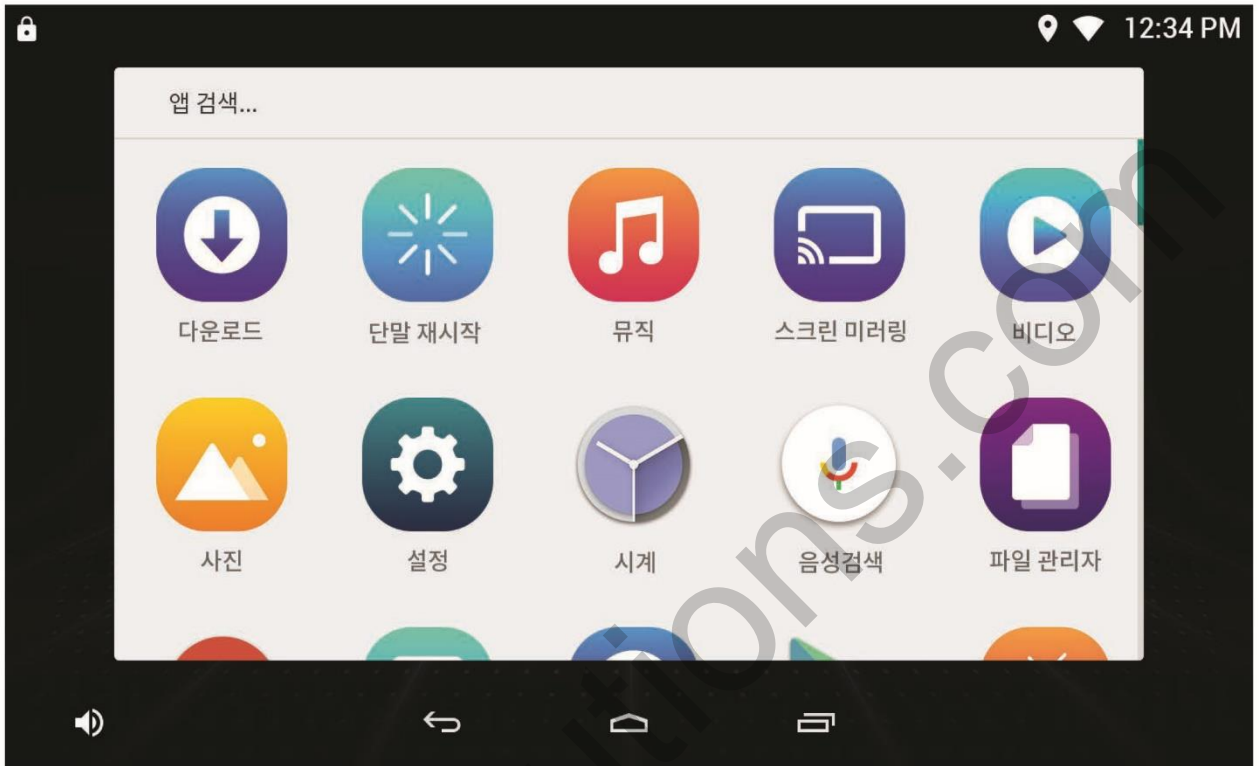 12:34 PM
앱 검색...
다운로드 단말 재시작 뮤직 스크린 미러링 비디오
사진 설정 시계 음성검색 파일 관리자
tions.com